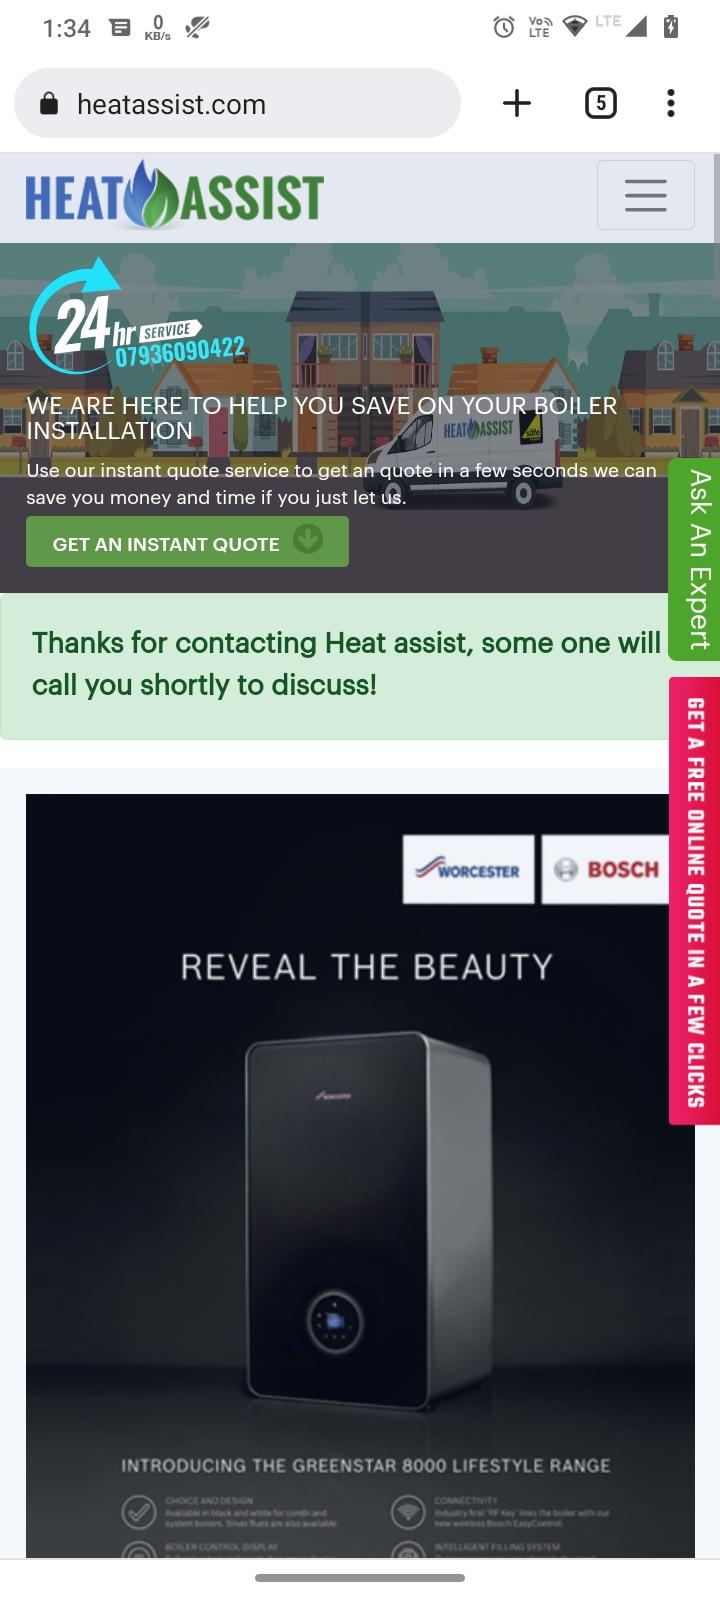 1:34
0
KB/s
Vo
LTE
LTE
heatassist.com
5
HEAT ASSIST
24hr SERVICE
07936090422
HEAT ASSIST
safe
WE ARE HERE TO HELP YOU SAVE ON YOUR BOILER
INSTALLATION
Use our instant quote service to get an quote in a few seconds we can
save you money and time if you just let us.
GET AN INSTANT QUOTE
Ask An Expert
Thanks for contacting Heat assist, some one will
call you shortly to discuss!
GET A FREE ONLINE QUOTE IN A FEW CLICKS
WORCESTER
BOSCH
REVEAL THE BEAUTY
WORCESTER
INTRODUCING THE GREENSTAR 8000 LIFESTYLE RANGE
CHOICE AND DESIGN
Available in black and white for combi and
system boilers. Silver flues are also available.
CONNECTIVITY
Industry first 'RF Key' links the boiler with our
new wireless Bosch EasyControl.
BOILER CONTROL DISPLAY
INTELLIGENT FILLING SYSTEM